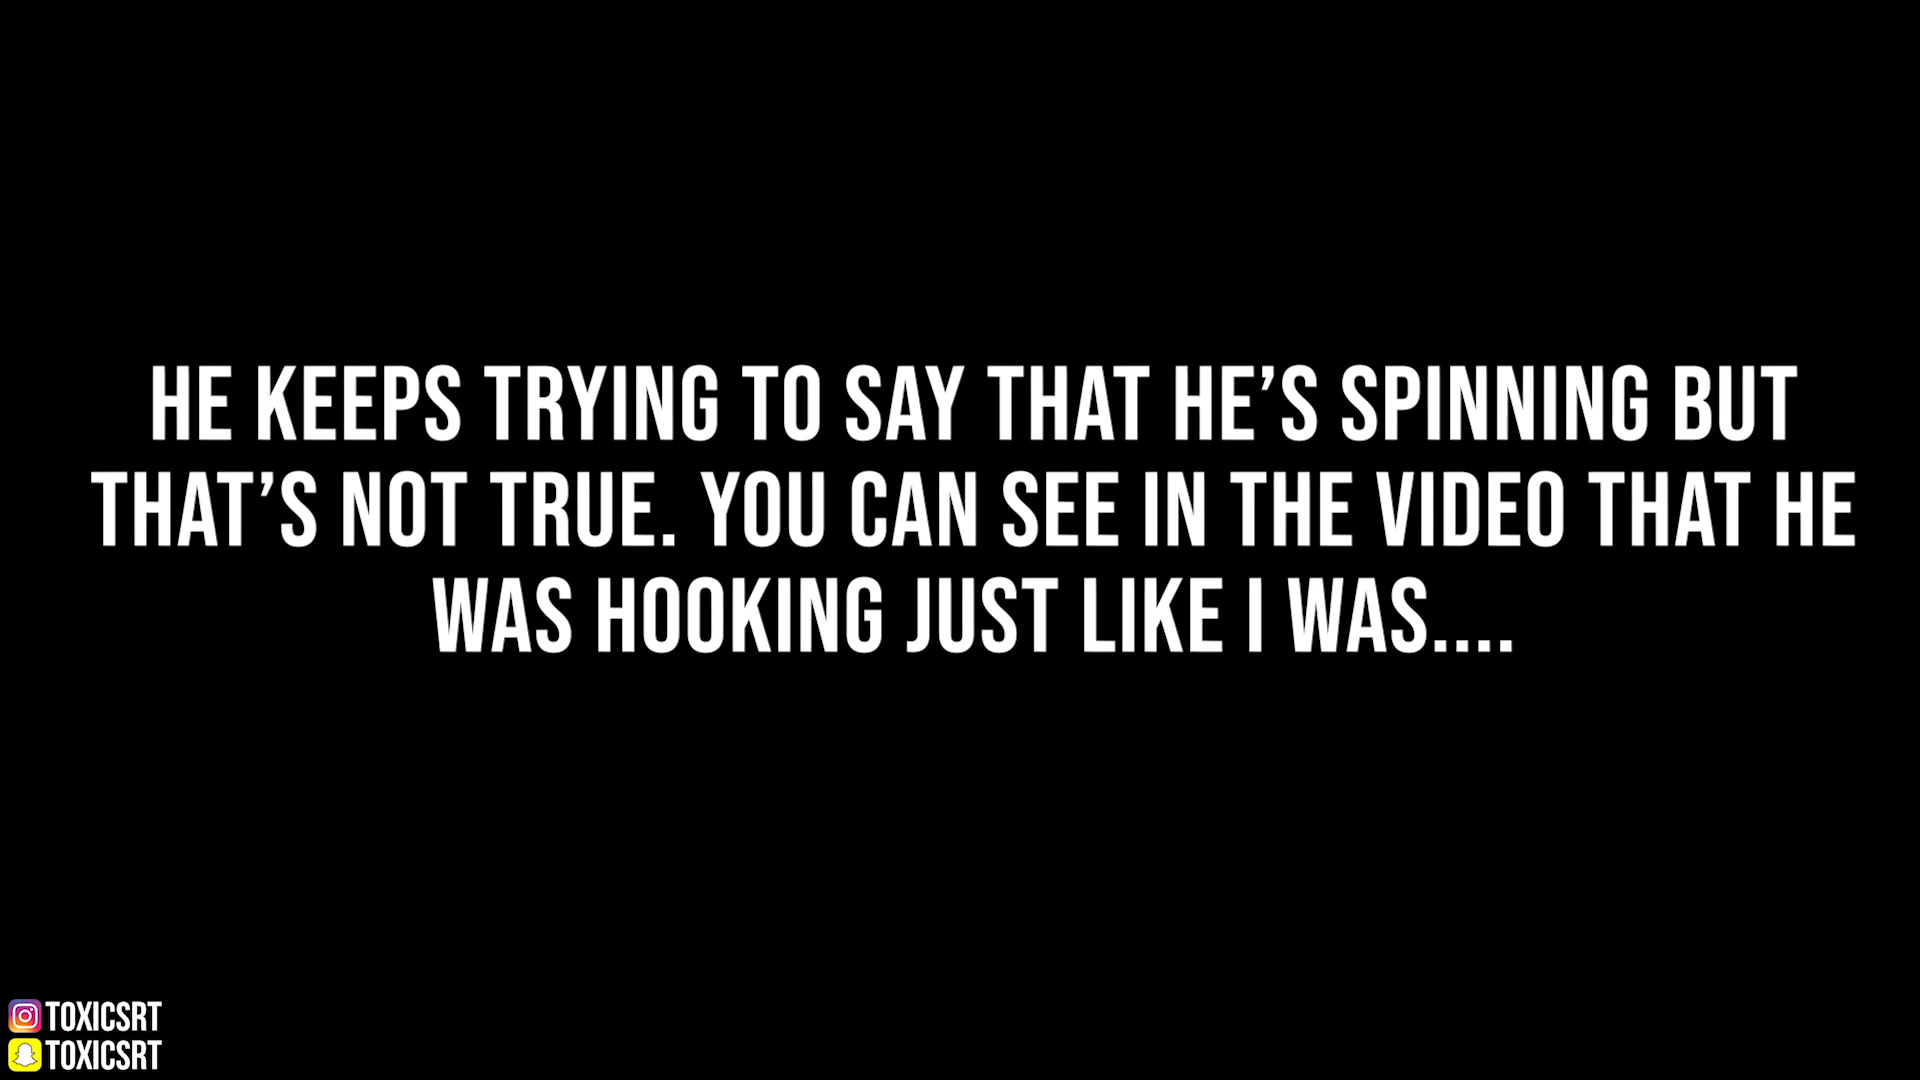 HE KEEPS TRYING TO SAY THAT HE’S SPINNING BUT
THAT’S NOT TRUE. YOU CAN SEE IN THE VIDEO THAT HE
WAS HOOKING JUST LIKE I WAS....
TOXICSRT
TOXICSRT